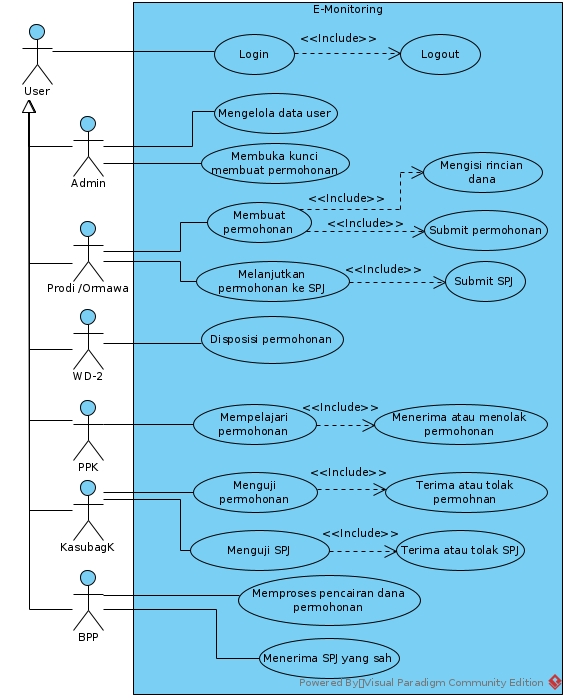 E-Monitoring
<<Include>>
Login
Logout
User
Mengelola data user
Membuka kunci
membuat permohonan
Admin
Mengisi rincian
dana
<<Include>>
Membuat
permohonan
<<Include>>
Submit permohonan
Prodi /Ormawa
Melanjutkan
permohonan ke SPJ
<<Include>>
Submit SPJ
Disposisi permohonan
WD-2
Mempelajari
permohonan
<<Include>>
Menerima atau menolak
permohonan
PPK
Menguji
permohonan
<<Include>>
Terima atau tolak
permohnan
KasubagK
Menguji SPJ
<<Include>>
Terima atau tolak SPJ
Memproses pencairan dana
permohonan
BPP
Menerima SPJ yang sah
Powered By Visual Paradigm Community Edition